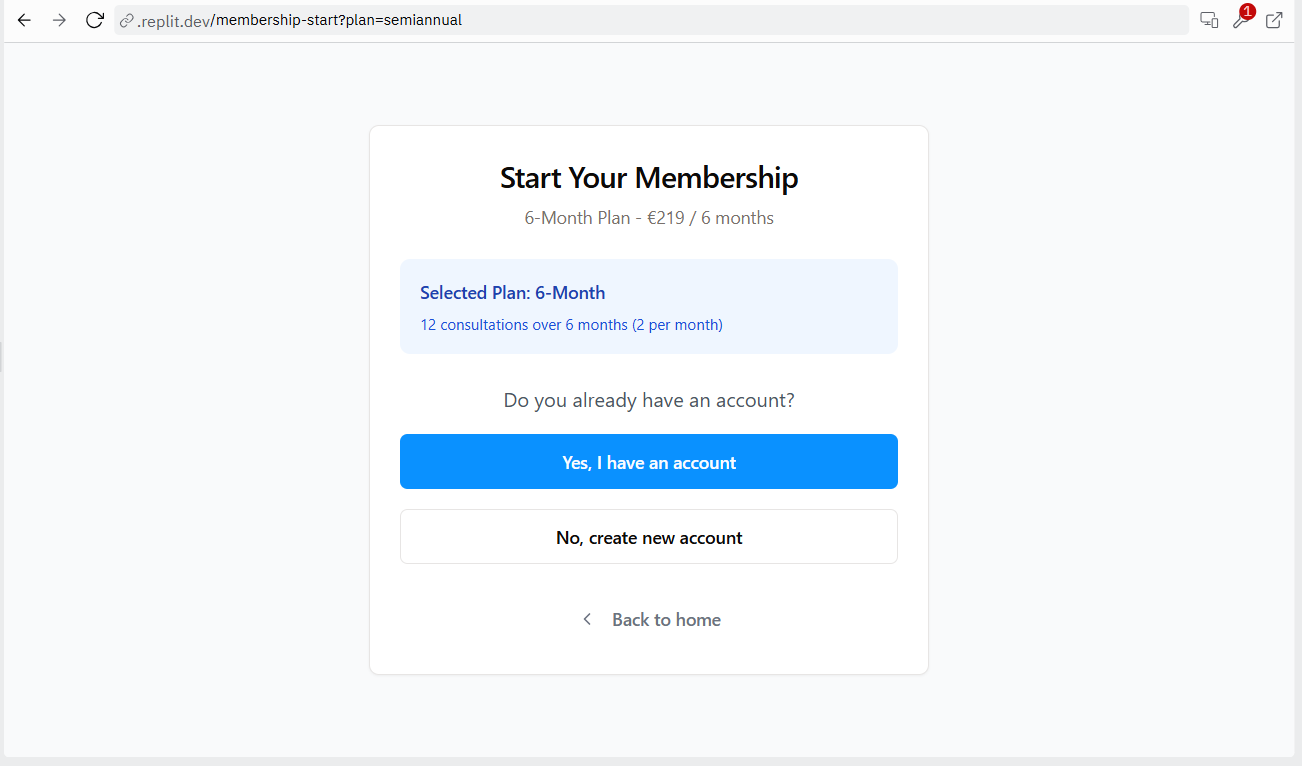 .replit.dev/membership-start?plan=semiannual
1
Start Your Membership
6-Month Plan - €219 / 6 months
Selected Plan: 6-Month
12 consultations over 6 months (2 per month)
Do you already have an account?
Yes, I have an account
No, create new account
Back to home